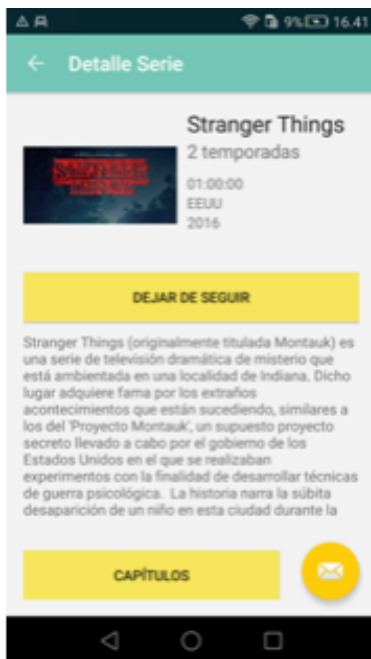 9% 16.41
Detalle Serie
Stranger Things
2 temporadas
STRANGER
THINGS
01:00:00
EEUU
2016
DEJAR DE SEGUIR
Stranger Things (originalmente titulada Montauk) es
una serie de televisión dramática de misterio que
está ambientada en una localidad de Indiana. Dicho
lugar adquiere fama por los extraños
acontecimientos que están sucediendo, similares a
los del 'Proyecto Montauk', un supuesto proyecto
secreto llevado a cabo por el gobierno de los
Estados Unidos en el que se realizaban
experimentos con la finalidad de desarrollar técnicas
de guerra psicológica. La historia narra la súbita
desaparición de un niño en esta ciudad durante la
CAPÍTULOS